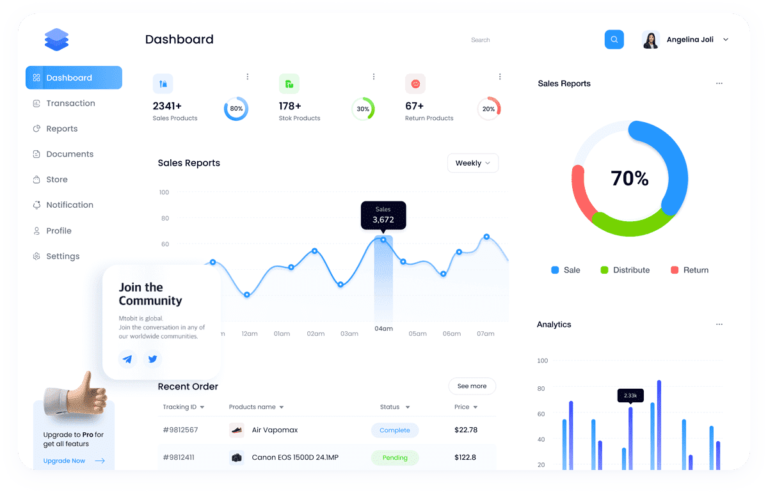 Dashboard
Search
Angelina Joli
Dashboard
Transaction
Reports
Documents
Store
Notification
Profile
Settings
2341+
Sales Products
80%
178+
Stok Products
30%
67+
Return Products
20%
Sales Reports
Weekly
100
80
60
Sales
3,672
12am
01am
02am
03am
04am
05am
06am
07am
Join the
Community
Mtobit is global.
Join the conversation in any of
our worldwide communities.
Upgrade to Pro for
get all featurs
Upgrade Now
Recent Order
See more
Tracking ID
Products name
Status
Price
#9812567
Air Vapomax
Complete
$22.78
#9812411
Canon EOS 1500D 24.1MP
Pending
$122.8
Sales Reports
70%
Sale
Distribute
Return
Analytics
100
80
60
40
20
2.33k